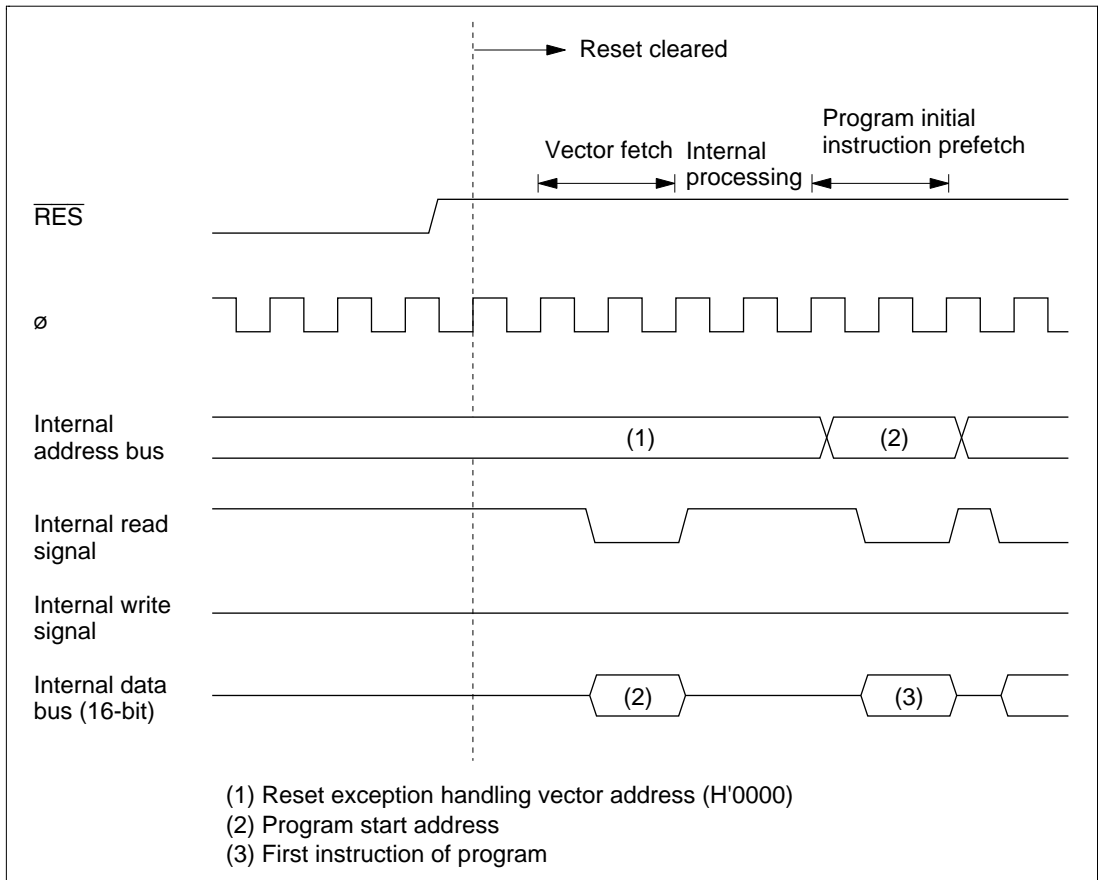 Reset cleared
Vector fetch
Internal
processing
Program initial
instruction prefetch
RES
ø
Internal
address bus
(1)
(2)
Internal read
signal
Internal write
signal
Internal data
bus (16-bit)
(2)
(3)
(1) Reset exception handling vector address (H'0000)
(2) Program start address
(3) First instruction of program